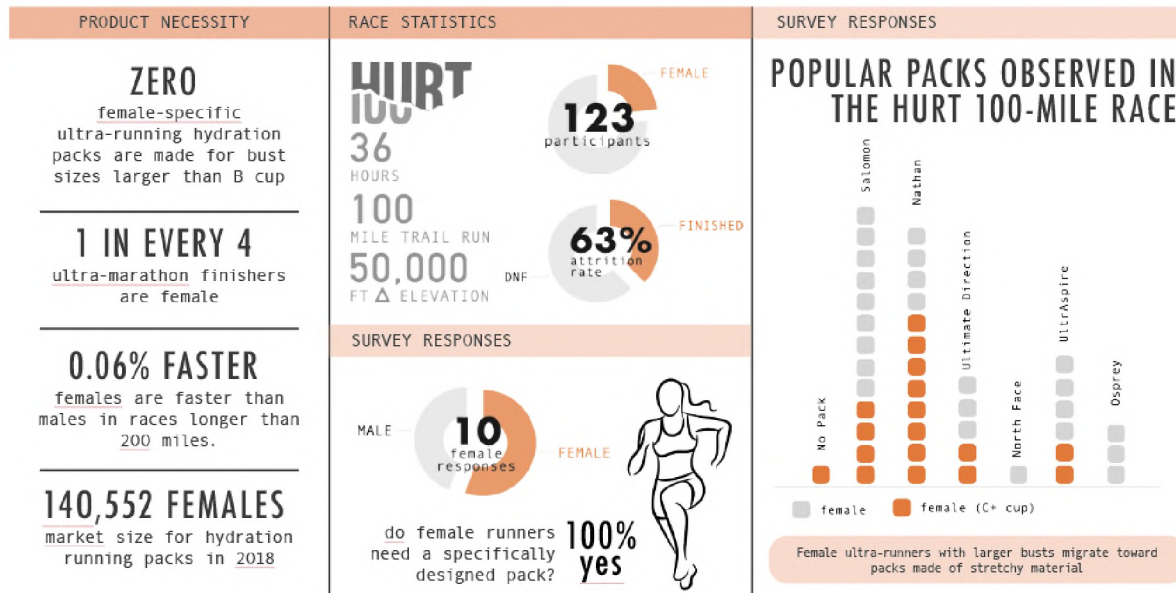 PRODUCT NECESSITY
ZERO
female-specific
ultra-running hydration
packs are made for bust
sizes larger than B cup
1 IN EVERY 4
ultra-marathon finishers
are female
0.06% FASTER
females are faster than
males in races longer than
200 miles.
140,552 FEMALES
market size for hydration
running packs in 2018
RACE STATISTICS
HURT
100
36
HOURS
100
MILE TRAIL RUN
50,000
FT Δ ELEVATION
FEMALE
123
participants
FINISHED
63%
attrition
rate
DNF
SURVEY RESPONSES
MALE
10
female
responses
FEMALE
do female runners
need a specifically
designed pack?
100%
yes
SURVEY RESPONSES
POPULAR PACKS OBSERVED IN
THE HURT 100-MILE RACE
No Pack
Salomon
Nathan
Ultimate Direction
North Face
UltrAspire
Osprey
female
female (C+ cup)
Female ultra-runners with larger busts migrate toward
packs made of stretchy material